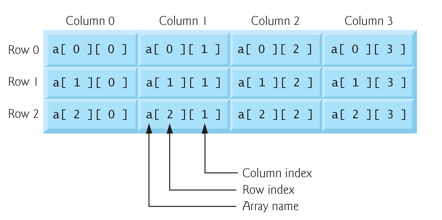 Column 0 Column 1 Column 2 Column 3
Row 0 a[ 0 ][ 0 ] a[ 0 ][ 1 ] a[ 0 ][ 2 ] a[ 0 ][ 3 ]
Row 1 a[ 1 ][ 0 ] a[ 1 ][ 1 ] a[ 1 ][ 2 ] a[ 1 ][ 3 ]
Row 2 a[ 2 ][ 0 ] a[ 2 ][ 1 ] a[ 2 ][ 2 ] a[ 2 ][ 3 ]
Column index
Row index
Array name